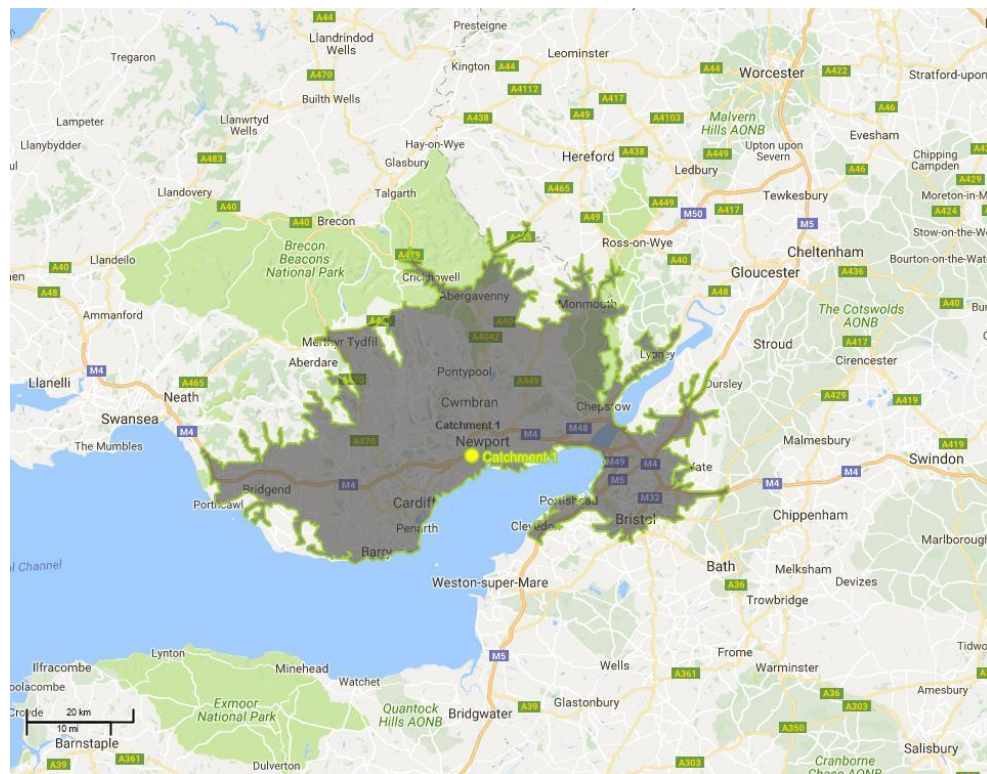 A44
Presteigne
Llandrindod
Wells
Tregaron
Leominster
Kington
A44
A470
A44
Worcester
A422
Stratford-upon
Builth Wells
A4112
A417
A46
Lampeter
A438
A49
A4103
Malvern
Hills AONB
Llanwrtyd
Wells
Evesham
Llanybydder
Hay-on-Wye
Hereford
A438
A449
Upton upon
Severn
Chipping
Campden
A483
Glasbury
Ledbury
A46
A429
Llandovery
Talgarth
A465
A449
Tewkesbury
Moreton-in-M
A40
A40
Brecon
A49
M50
A417
M5
A424
Stow-on-the-W
Brecon
Beacons
National Park
Ross-on-Wye
Cheltenham
Llandeilo
A40
A479
A40
Gloucester
Bourton-on-the-Wate
A40
Crickhowell
A436
A48
Abergavenny
Monmouth
A48
A40
Ammanford
The Cotswolds
AONB
Merthyr Tydfil
A4042
Stroud
A417
Aberdare
Lydney
Cirencester
M4
A465
Pontypool
Llanelli
Neath
A470
A449
Dursley
A429
A419
Cwmbran
Chepstow
Swansea
Catchment 1
M4
A470
Newport
M4
M48
Malmesbury
A419
The Mumbles
Catchment 1
M49
M4
Yate
Swindon
M4
Bridgend
M4
M5
M4
Porthcawl
Cardiff
Portishead
M32
Chippenham
Penarth
Clevedon
Bristol
Marlborough
Barry
Channel
Bath
Melksham
Weston-super-Mare
Devizes
A36
Trowbridge
Lynton
M5
Frome
Ilfracombe
Minehead
Wells
Warminster
Watchet
A361
A36
Amesbury
Exmoor
National Park
Quantock
Hills AONB
A39
Glastonbury
A303
20 km
Bridgwater
10 mi
A350
Barnstaple
Salisbury
A39
A361
Dulverton
A303
Cranborne